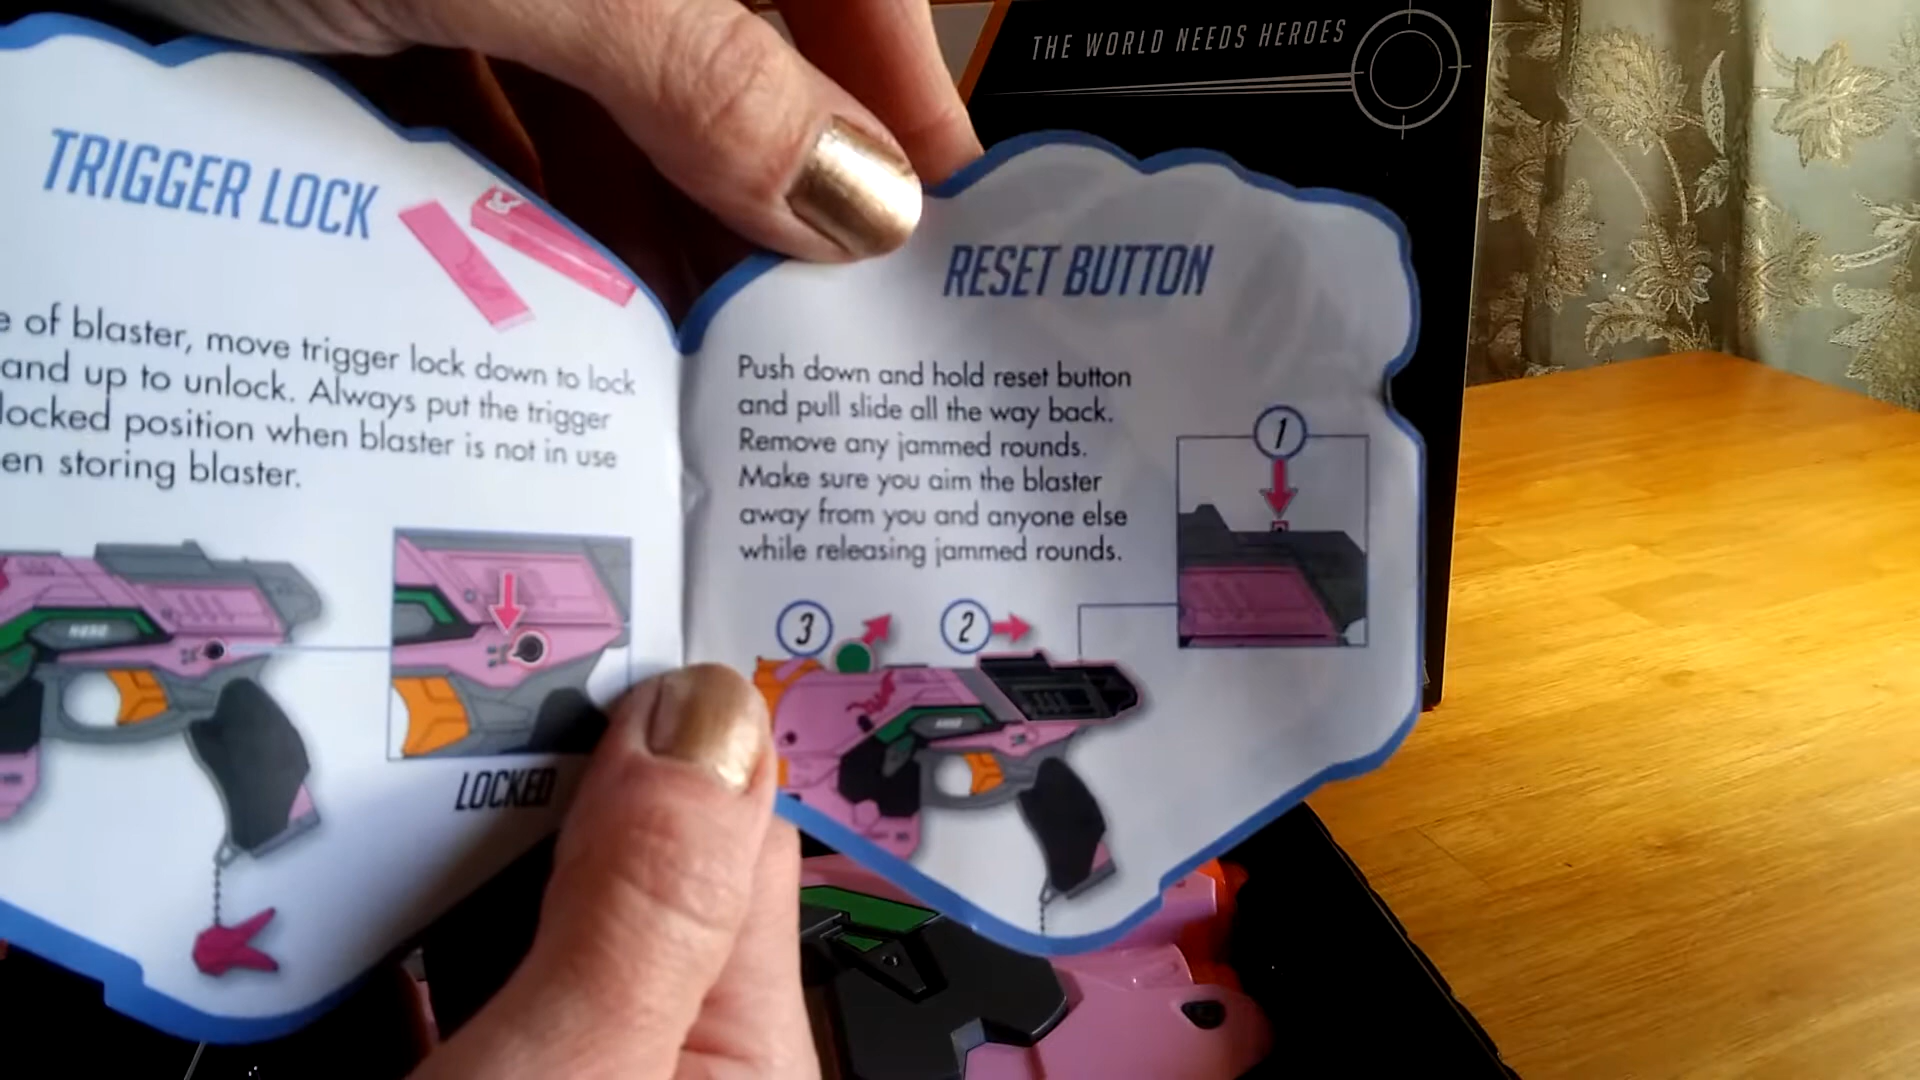 THE WORLD NEEDS HEROES
TRIGGER LOCK
of blaster, move trigger lock down to lock
and up to unlock. Always put the trigger
locked position when blaster is not in use
storing blaster.
LOCKED
RESET BUTTON
Push down and hold reset button
and pull slide all the way back.
Remove any jammed rounds.
Make sure you aim the blaster
away from you and anyone else
while releasing jammed rounds.
1
3
2